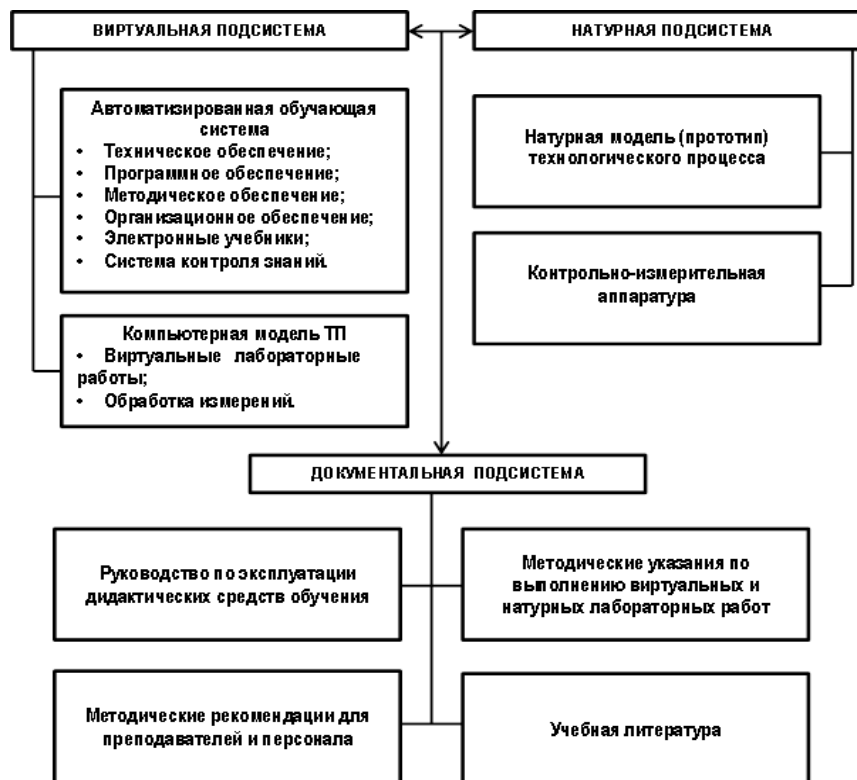 ВИРТУАЛЬНАЯ ПОДСИСТЕМА
НАТУРНАЯ ПОДСИСТЕМА
Автоматизированная обучающая
система
• Техническое обеспечение;
• Программное обеспечение;
• Методическое обеспечение;
• Организационное обеспечение;
• Электронные учебники;
• Система контроля знаний.
Компьютерная модель ТП
• Виртуальные лабораторные
работы;
• Обработка измерений.
Натурная модель (прототип)
технологического процесса
Контрольно-измерительная
аппаратура
ДОКУМЕНТАЛЬНАЯ ПОДСИСТЕМА
Руководство по эксплуатации
дидактических средств обучения
Методические указания по
выполнению виртуальных и
натурных лабораторных работ
Методические рекомендации для
преподавателей и персонала
Учебная литература